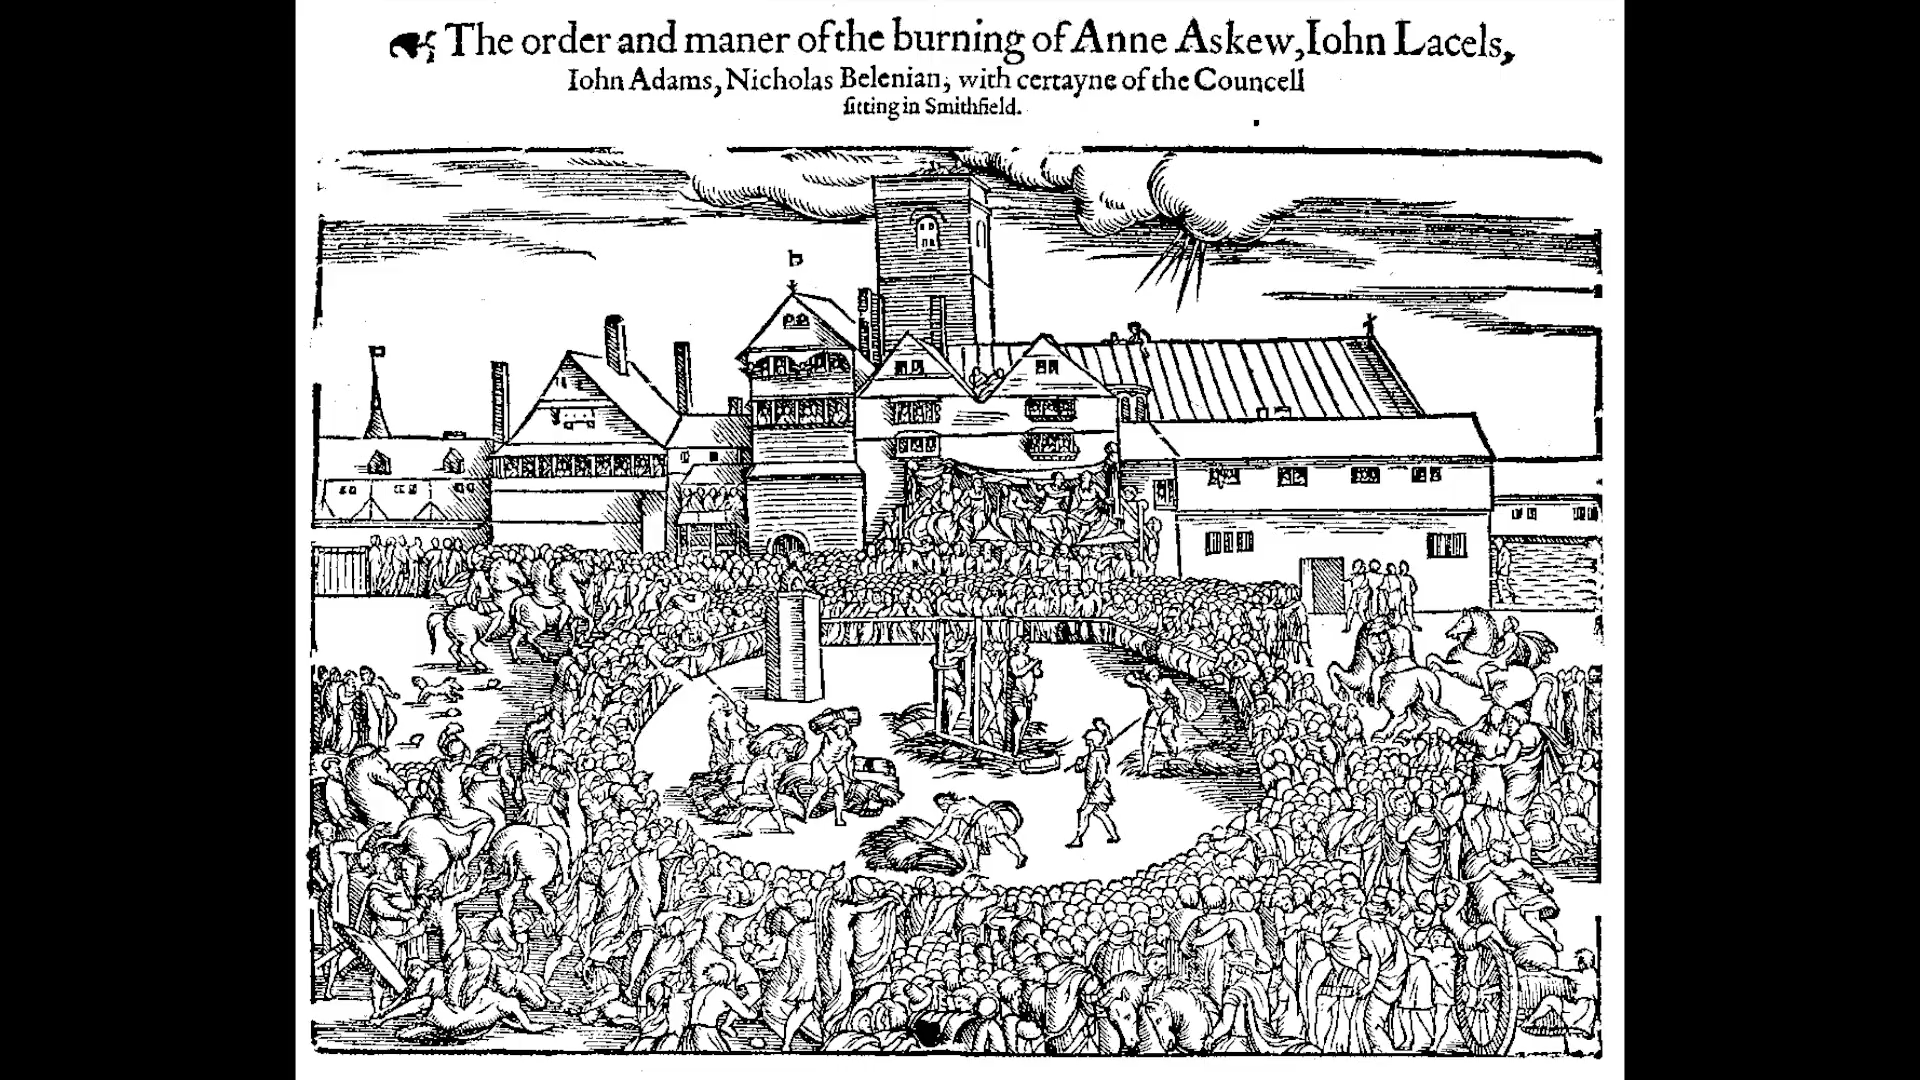 The order and maner of the burning of Anne Askew, Iohn Lacels,
Iohn Adams, Nicholas Belenian, with certayne of the Councell
sitting in Smithfield.